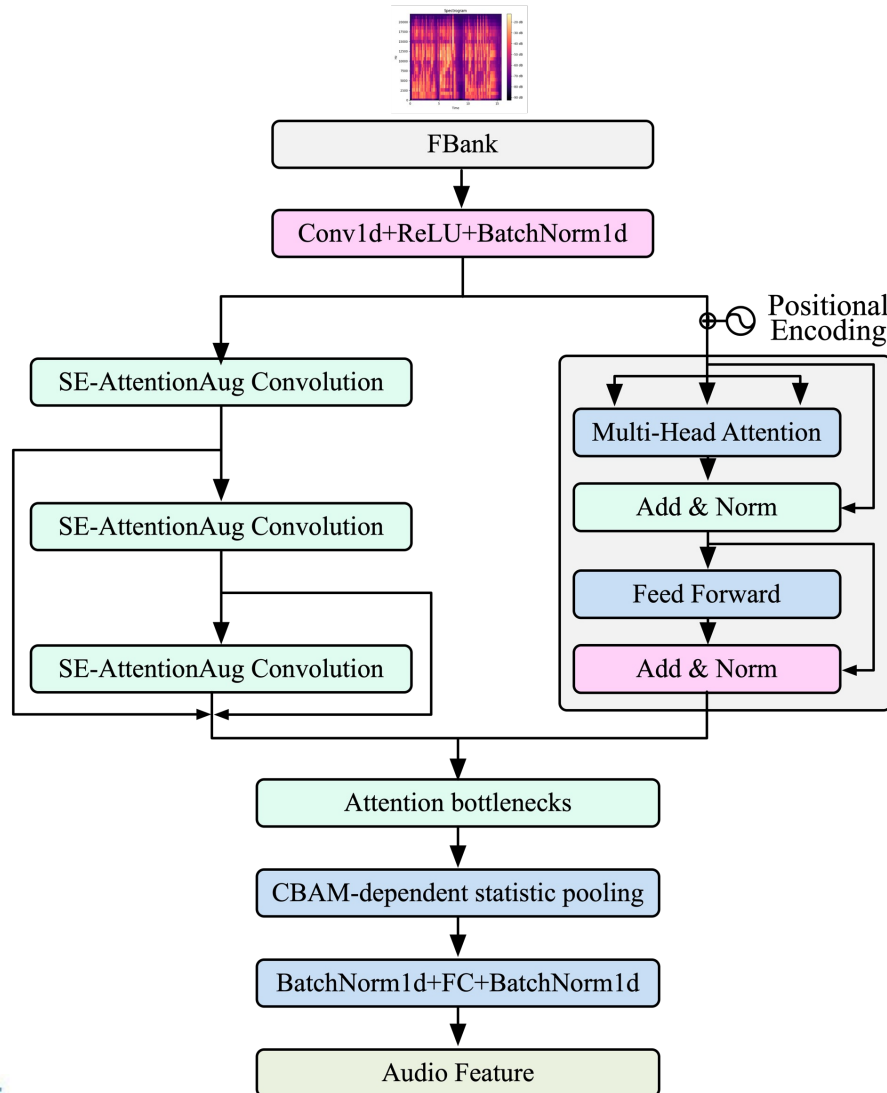 Spectrogram
FBank
Conv1d+ReLU+BatchNorm1d
Positional
Encoding
SE-AttentionAug Convolution
Multi-Head Attention
Add & Norm
SE-AttentionAug Convolution
Feed Forward
SE-AttentionAug Convolution
Add & Norm
Attention bottlenecks
CBAM-dependent statistic pooling
BatchNorm1d+FC+BatchNorm1d
Audio Feature